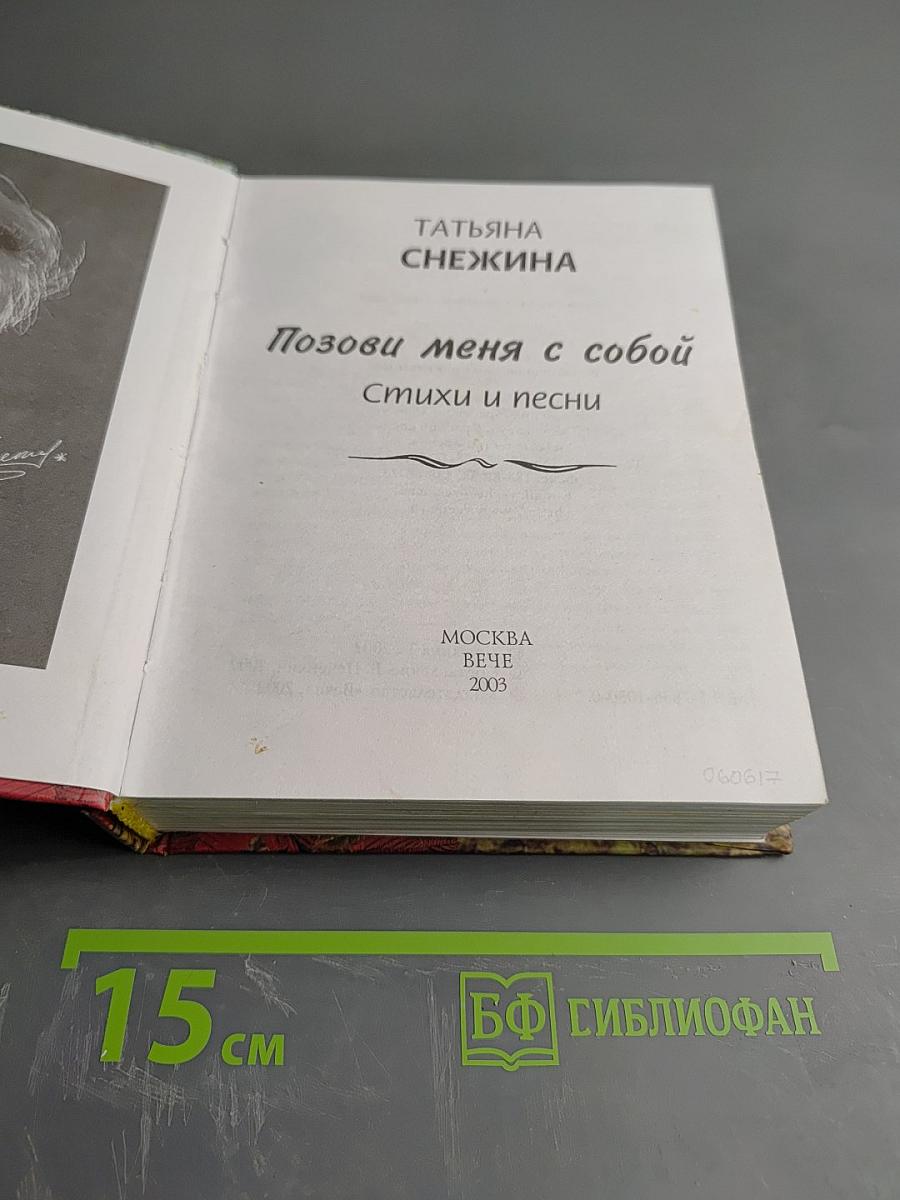 ТАТЬЯНА
СНЕЖИНА
Позови меня с собой
Стихи и песни
МОСКВА
ВЕЧЕ
2003
060617
15 см
БФ БИБЛИОФАН